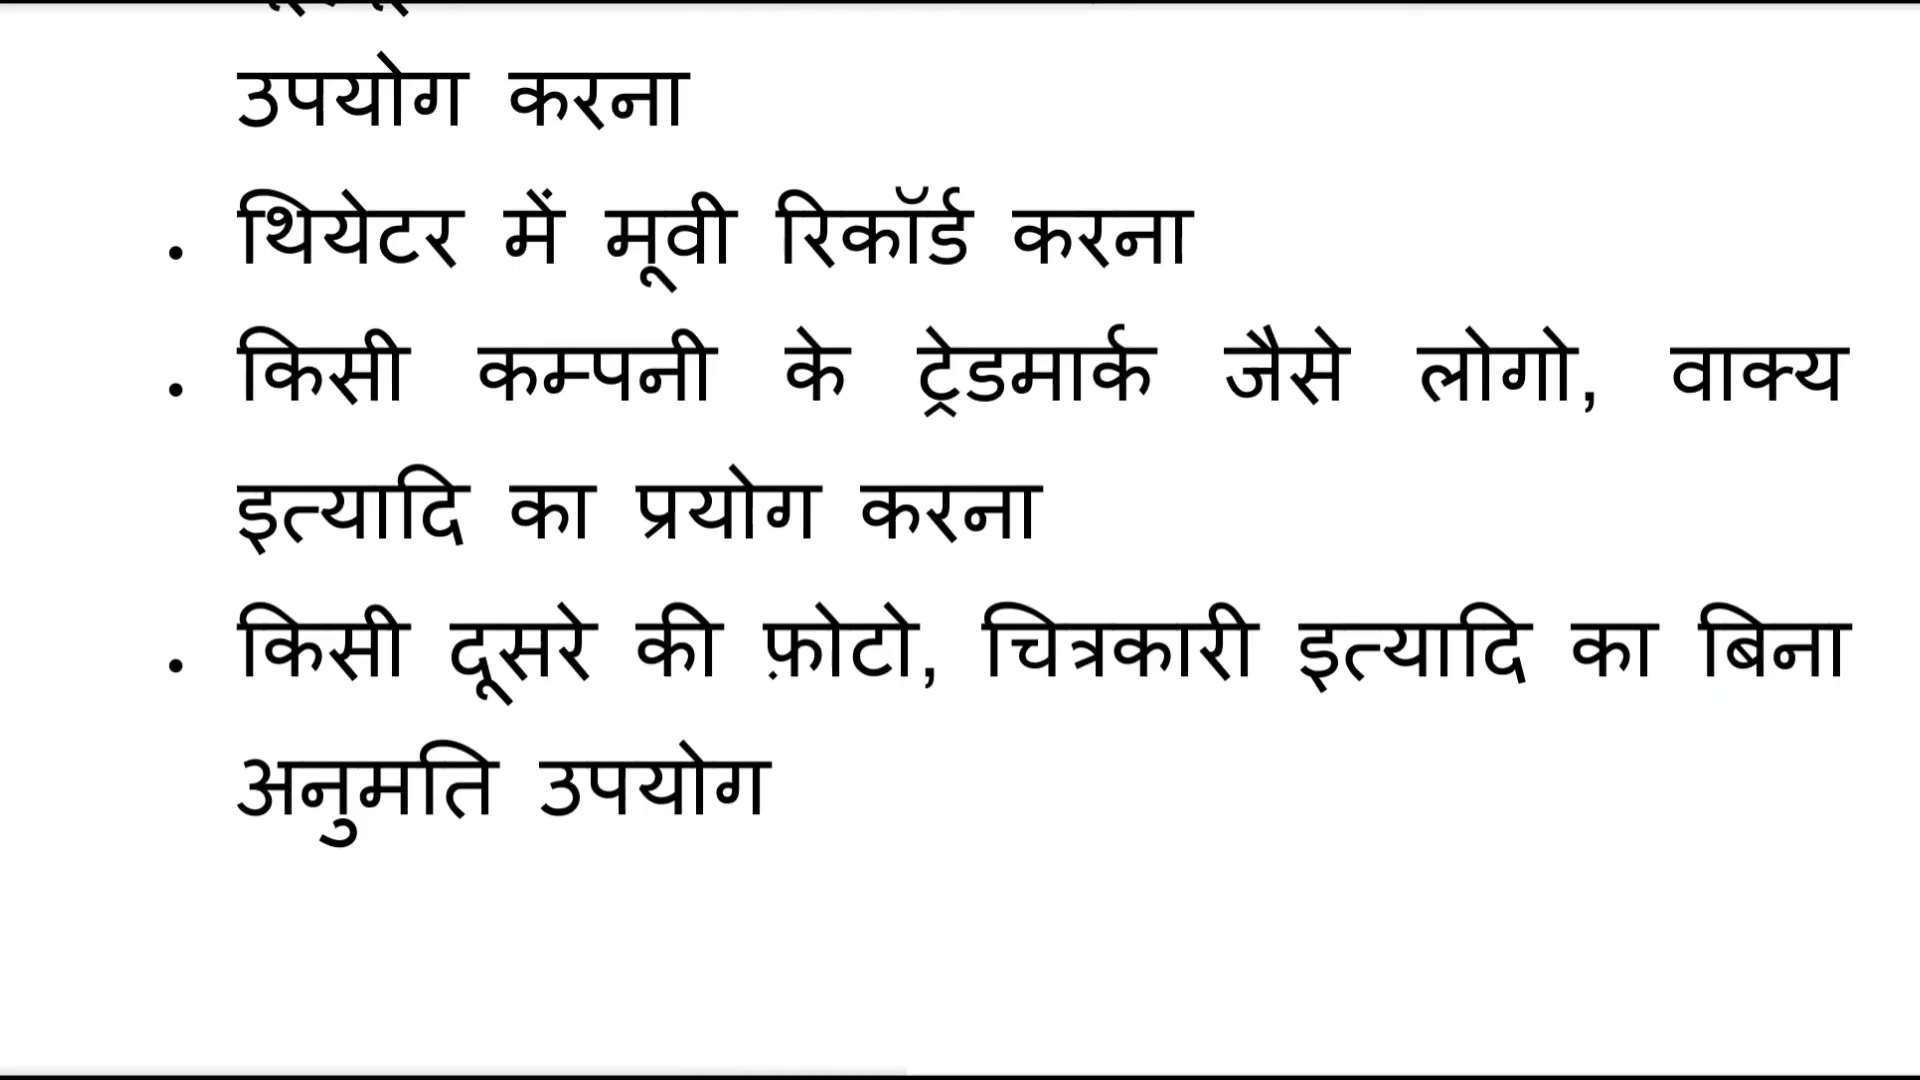 उपयोग करना
. थियेटर में मूवी रिकॉर्ड करना
. किसी कम्पनी के ट्रेडमार्क जैसे लोगो, वाक्य
इत्यादि का प्रयोग करना
. किसी दूसरे की फ़ोटो, चित्रकारी इत्यादि का बिना
अनुमति उपयोग